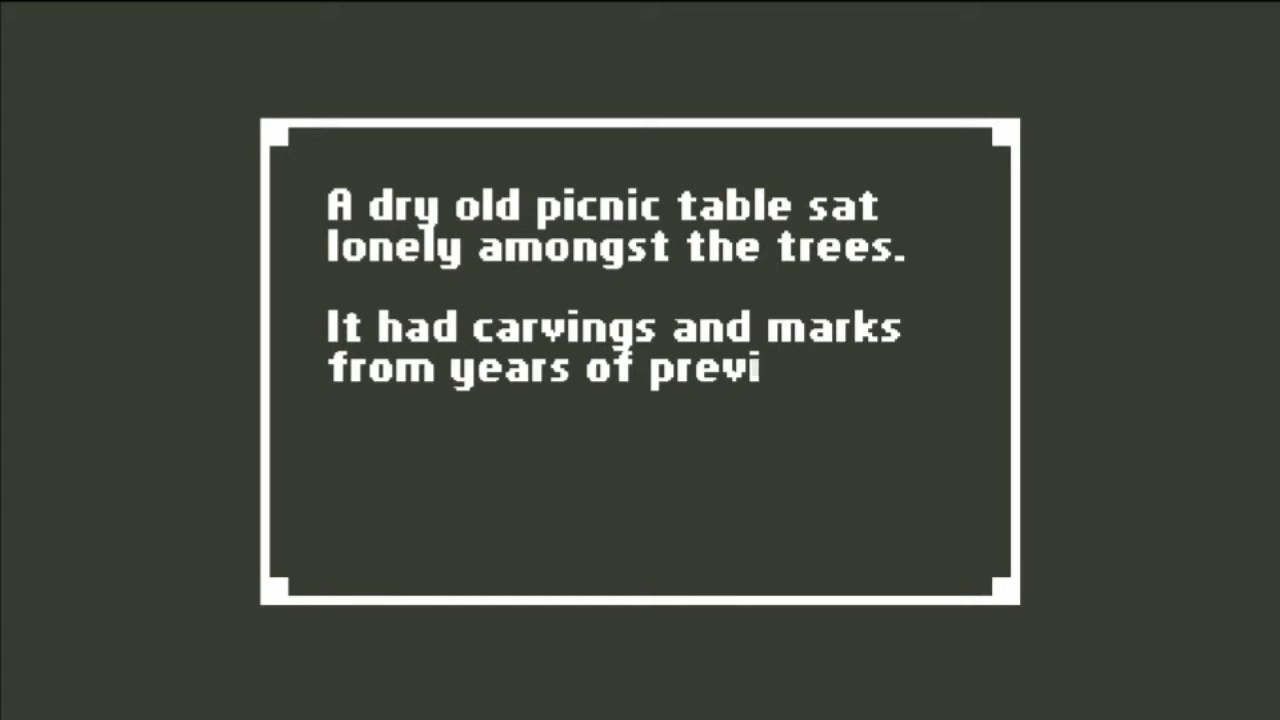 A dry old picnic table sat
lonely amongst the trees.
It had carvings and marks
from years of previ